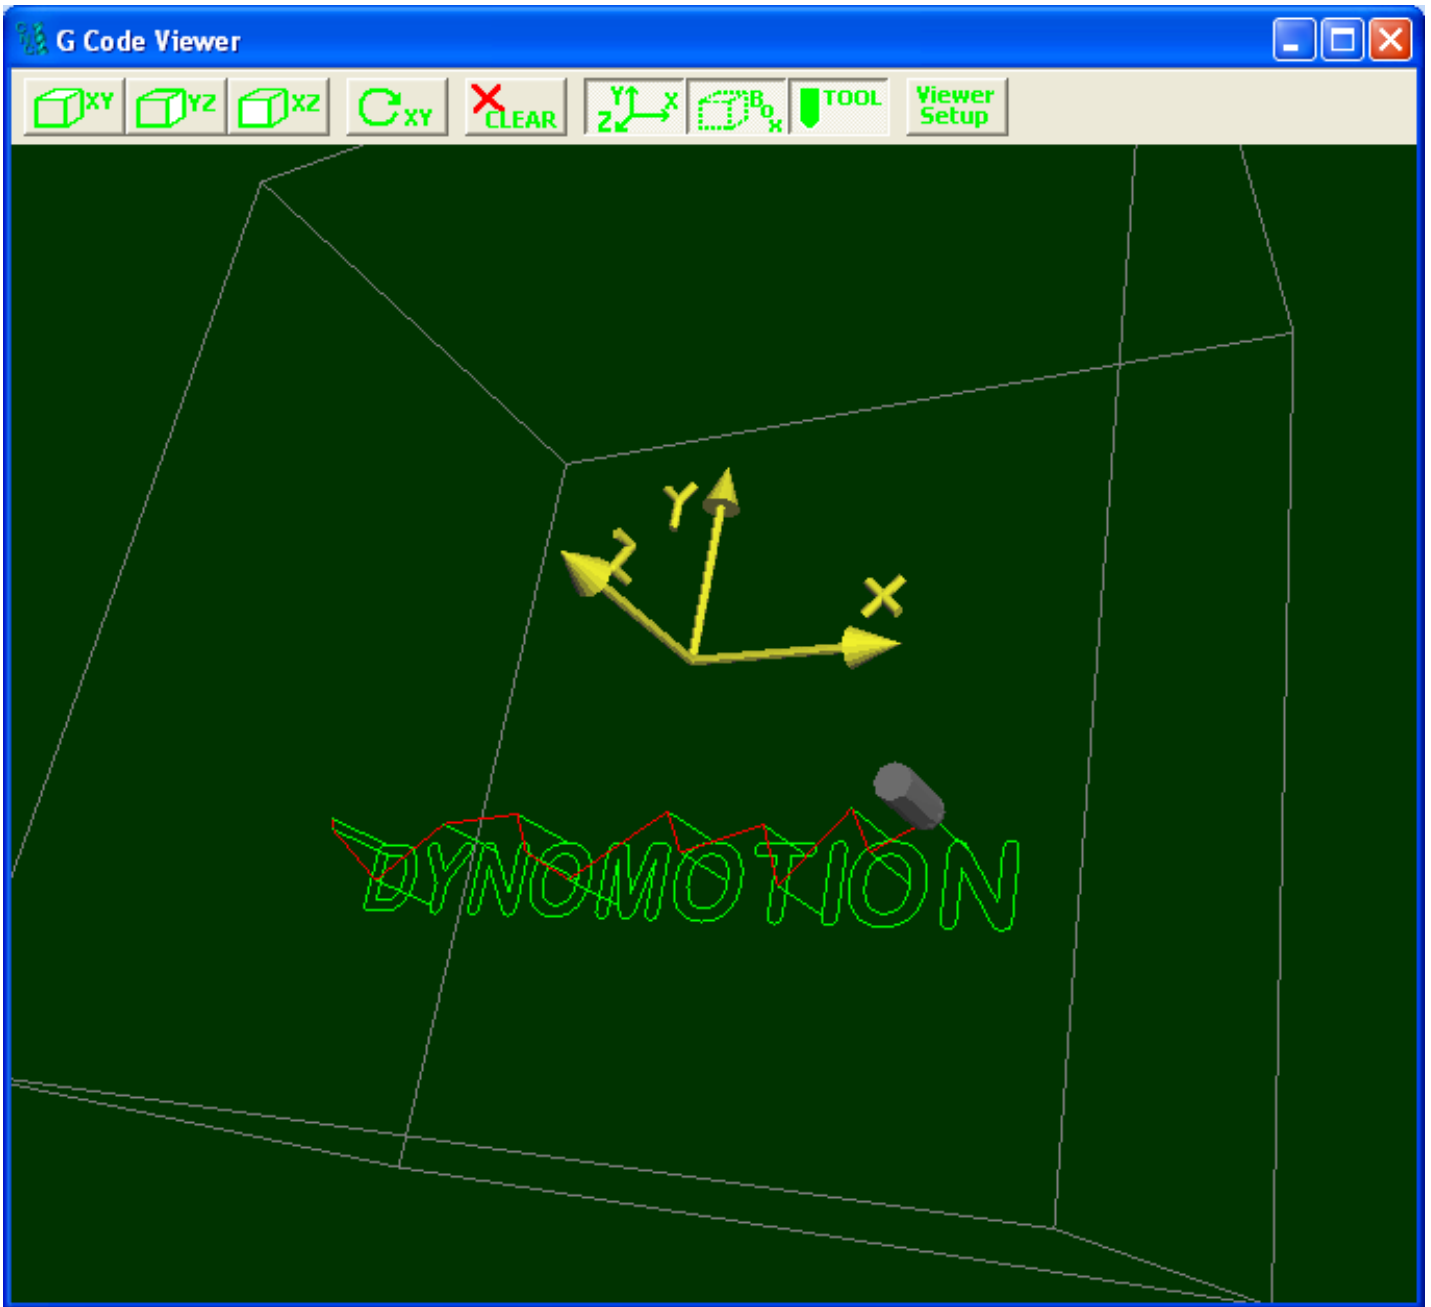 G Code Viewer
XY YZ XZ XY CLEAR Y X Z Box TOOL Viewer Setup
Y
Z
X
DYNOMOTION